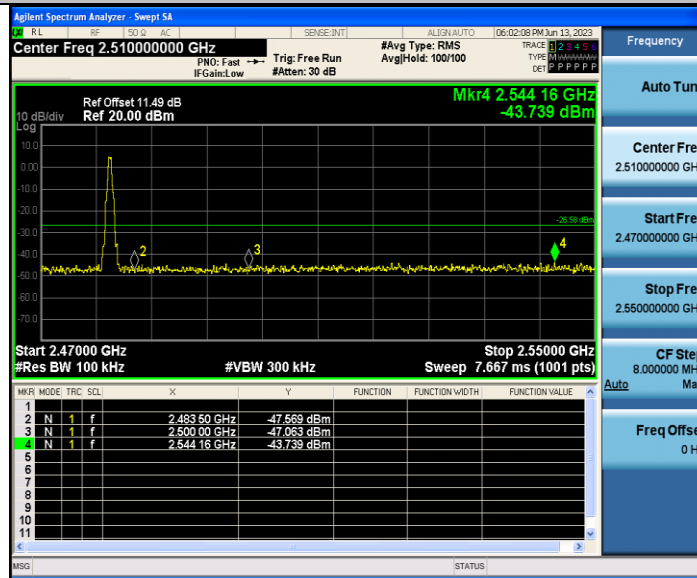 Agilent Spectrum Analyzer - Swept SA
RL RF 50 Ω AC SENSE:INT ALIGN AUTO 06:02:08 PM Jun 13, 2023
Center Freq 2.510000000 GHz #Avg Type: RMS TRACE 1 2 3 4 5 6
PNO: Fast Trig: Free Run Avg|Hold: 100/100 TYPE M
IFGain:Low #Atten: 30 dB DET P P P P P P
Mkr4 2.544 16 GHz
Ref Offset 11.49 dB
10 dB/div Ref 20.00 dBm -43.739 dBm
Log
10.0
0.00
-10.0
-20.0
-26.58 dBm
-30.0
-40.0
2
3
4
-50.0
-60.0
-70.0
Start 2.47000 GHz Stop 2.55000 GHz
#Res BW 100 kHz #VBW 300 kHz Sweep 7.667 ms (1001 pts)
MKR MODE TRC SCL X Y FUNCTION FUNCTION WIDTH FUNCTION VALUE
1
2 N 1 f 2.483 50 GHz -47.569 dBm
3 N 1 f 2.500 00 GHz -47.063 dBm
4 N 1 f 2.544 16 GHz -43.739 dBm
5
6
7
8
9
10
11
MSG STATUS
Frequency
Auto Tun
Center Fre
2.510000000 GH
Start Fre
2.470000000 GH
Stop Fre
2.550000000 GH
CF Ste
8.000000 MH
Auto Ma
Freq Offse
0 H